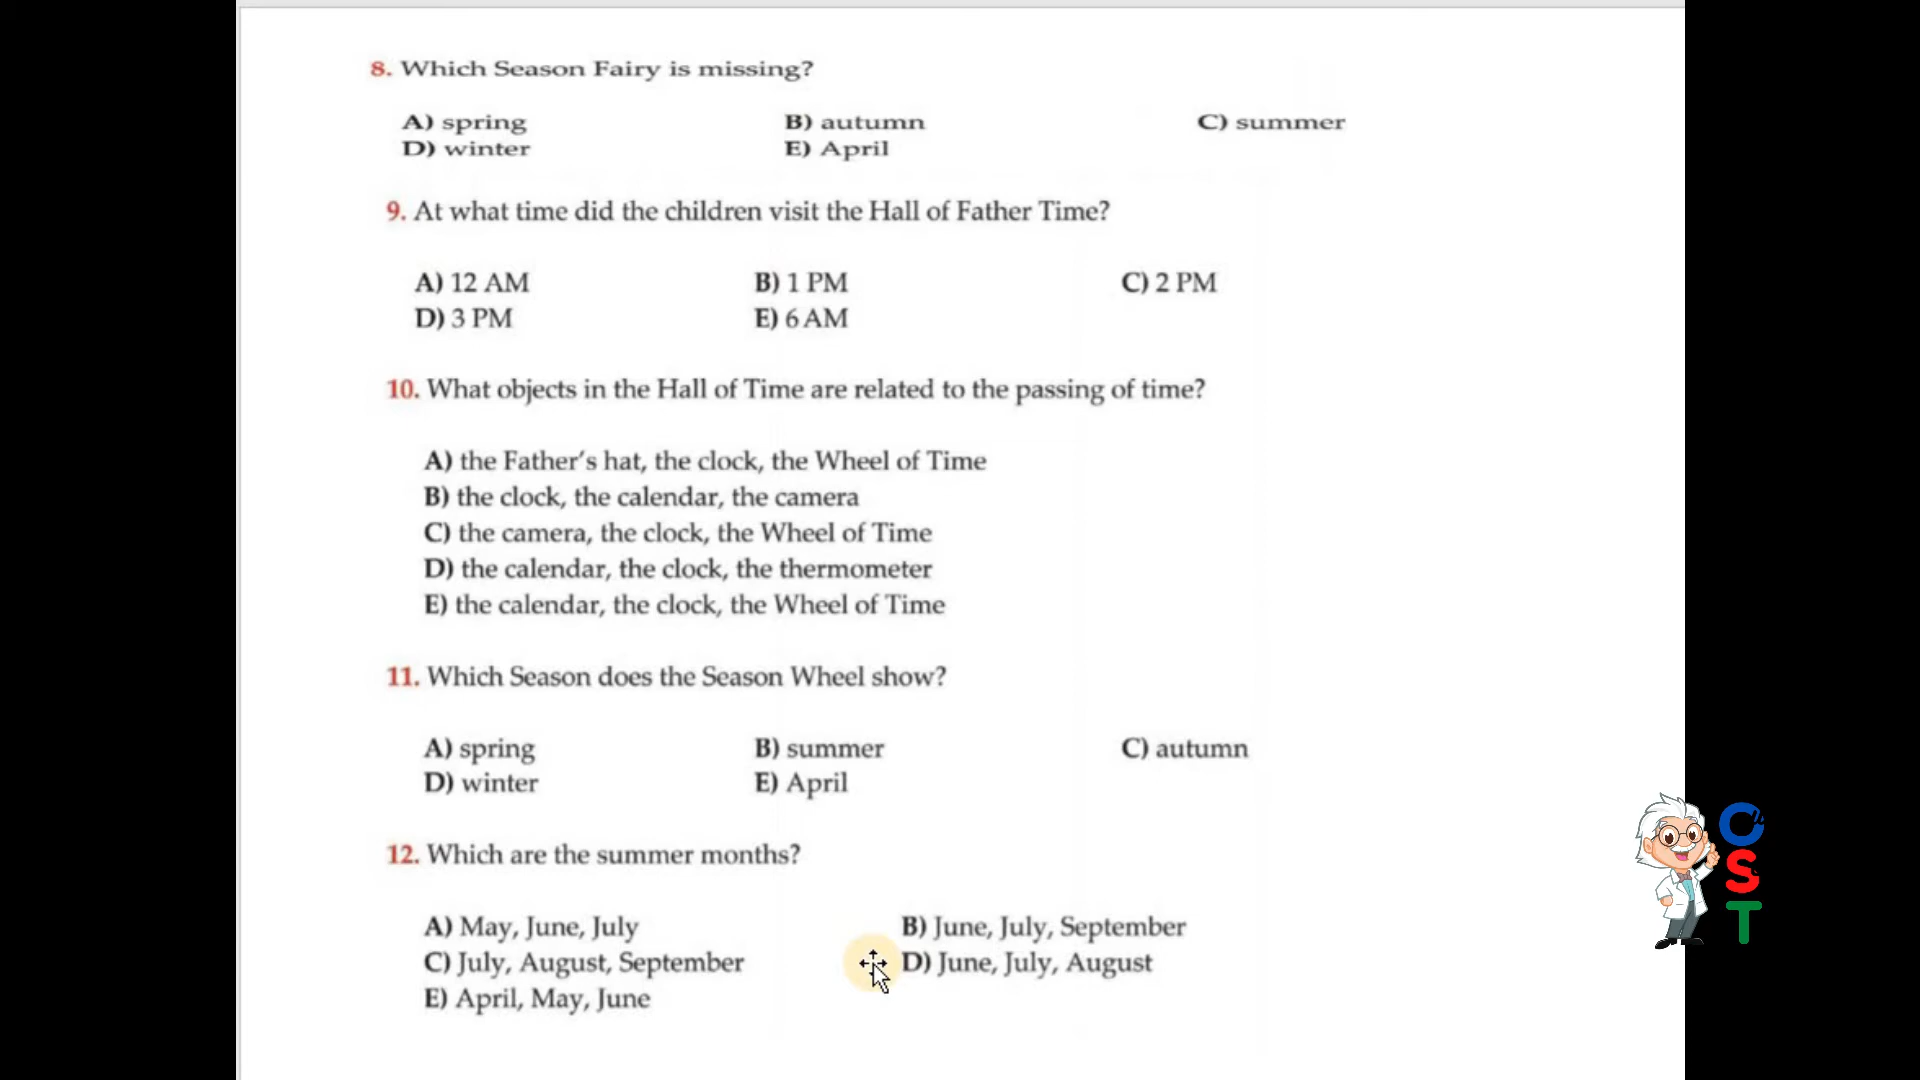 8. Which Season Fairy is missing?
A) spring B) autumn C) summer
D) winter E) April
9. At what time did the children visit the Hall of Father Time?
A) 12 AM B) 1 PM C) 2 PM
D) 3 PM E) 6 AM
10. What objects in the Hall of Time are related to the passing of time?
A) the Father's hat, the clock, the Wheel of Time
B) the clock, the calendar, the camera
C) the camera, the clock, the Wheel of Time
D) the calendar, the clock, the thermometer
E) the calendar, the clock, the Wheel of Time
11. Which Season does the Season Wheel show?
A) spring B) summer C) autumn
D) winter E) April
12. Which are the summer months?
A) May, June, July B) June, July, September
C) July, August, September D) June, July, August
E) April, May, June
C
S
T